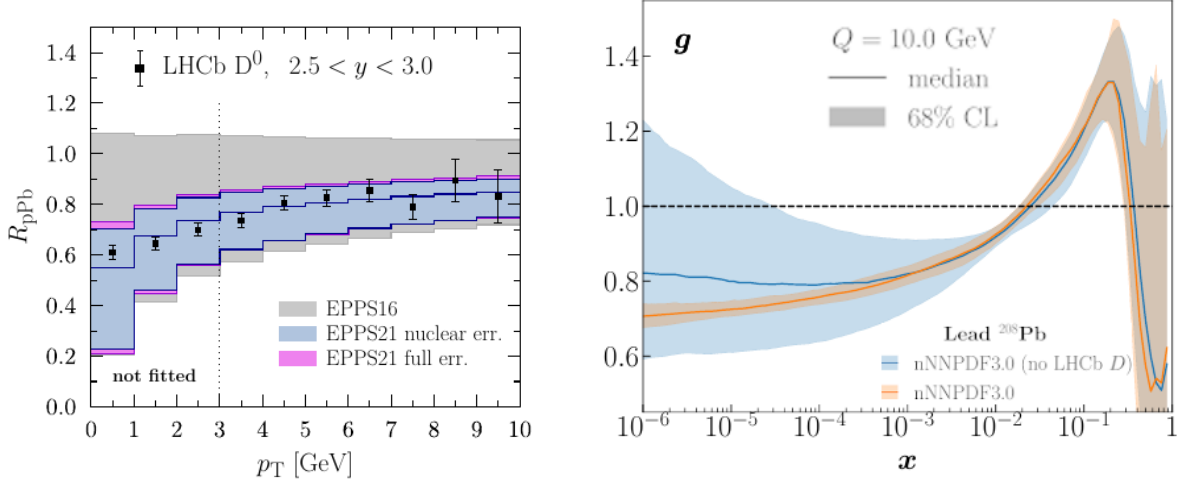 1.4
1.2
1.0
0.8
0.6
0.4
0.2
0.0
R_pPb
LHCb D⁰, 2.5 < y < 3.0
EPPS16
EPPS21 nuclear err.
EPPS21 full err.
not fitted
0 1 2 3 4 5 6 7 8 9 10
p_T [GeV]
g
Q = 10.0 GeV
median
68% CL
1.4
1.2
1.0
0.8
0.6
Lead ²⁰⁸Pb
nNNPDF3.0 (no LHCb D)
nNNPDF3.0
10⁻⁶ 10⁻⁵ 10⁻⁴ 10⁻³ 10⁻² 10⁻¹ 1
x